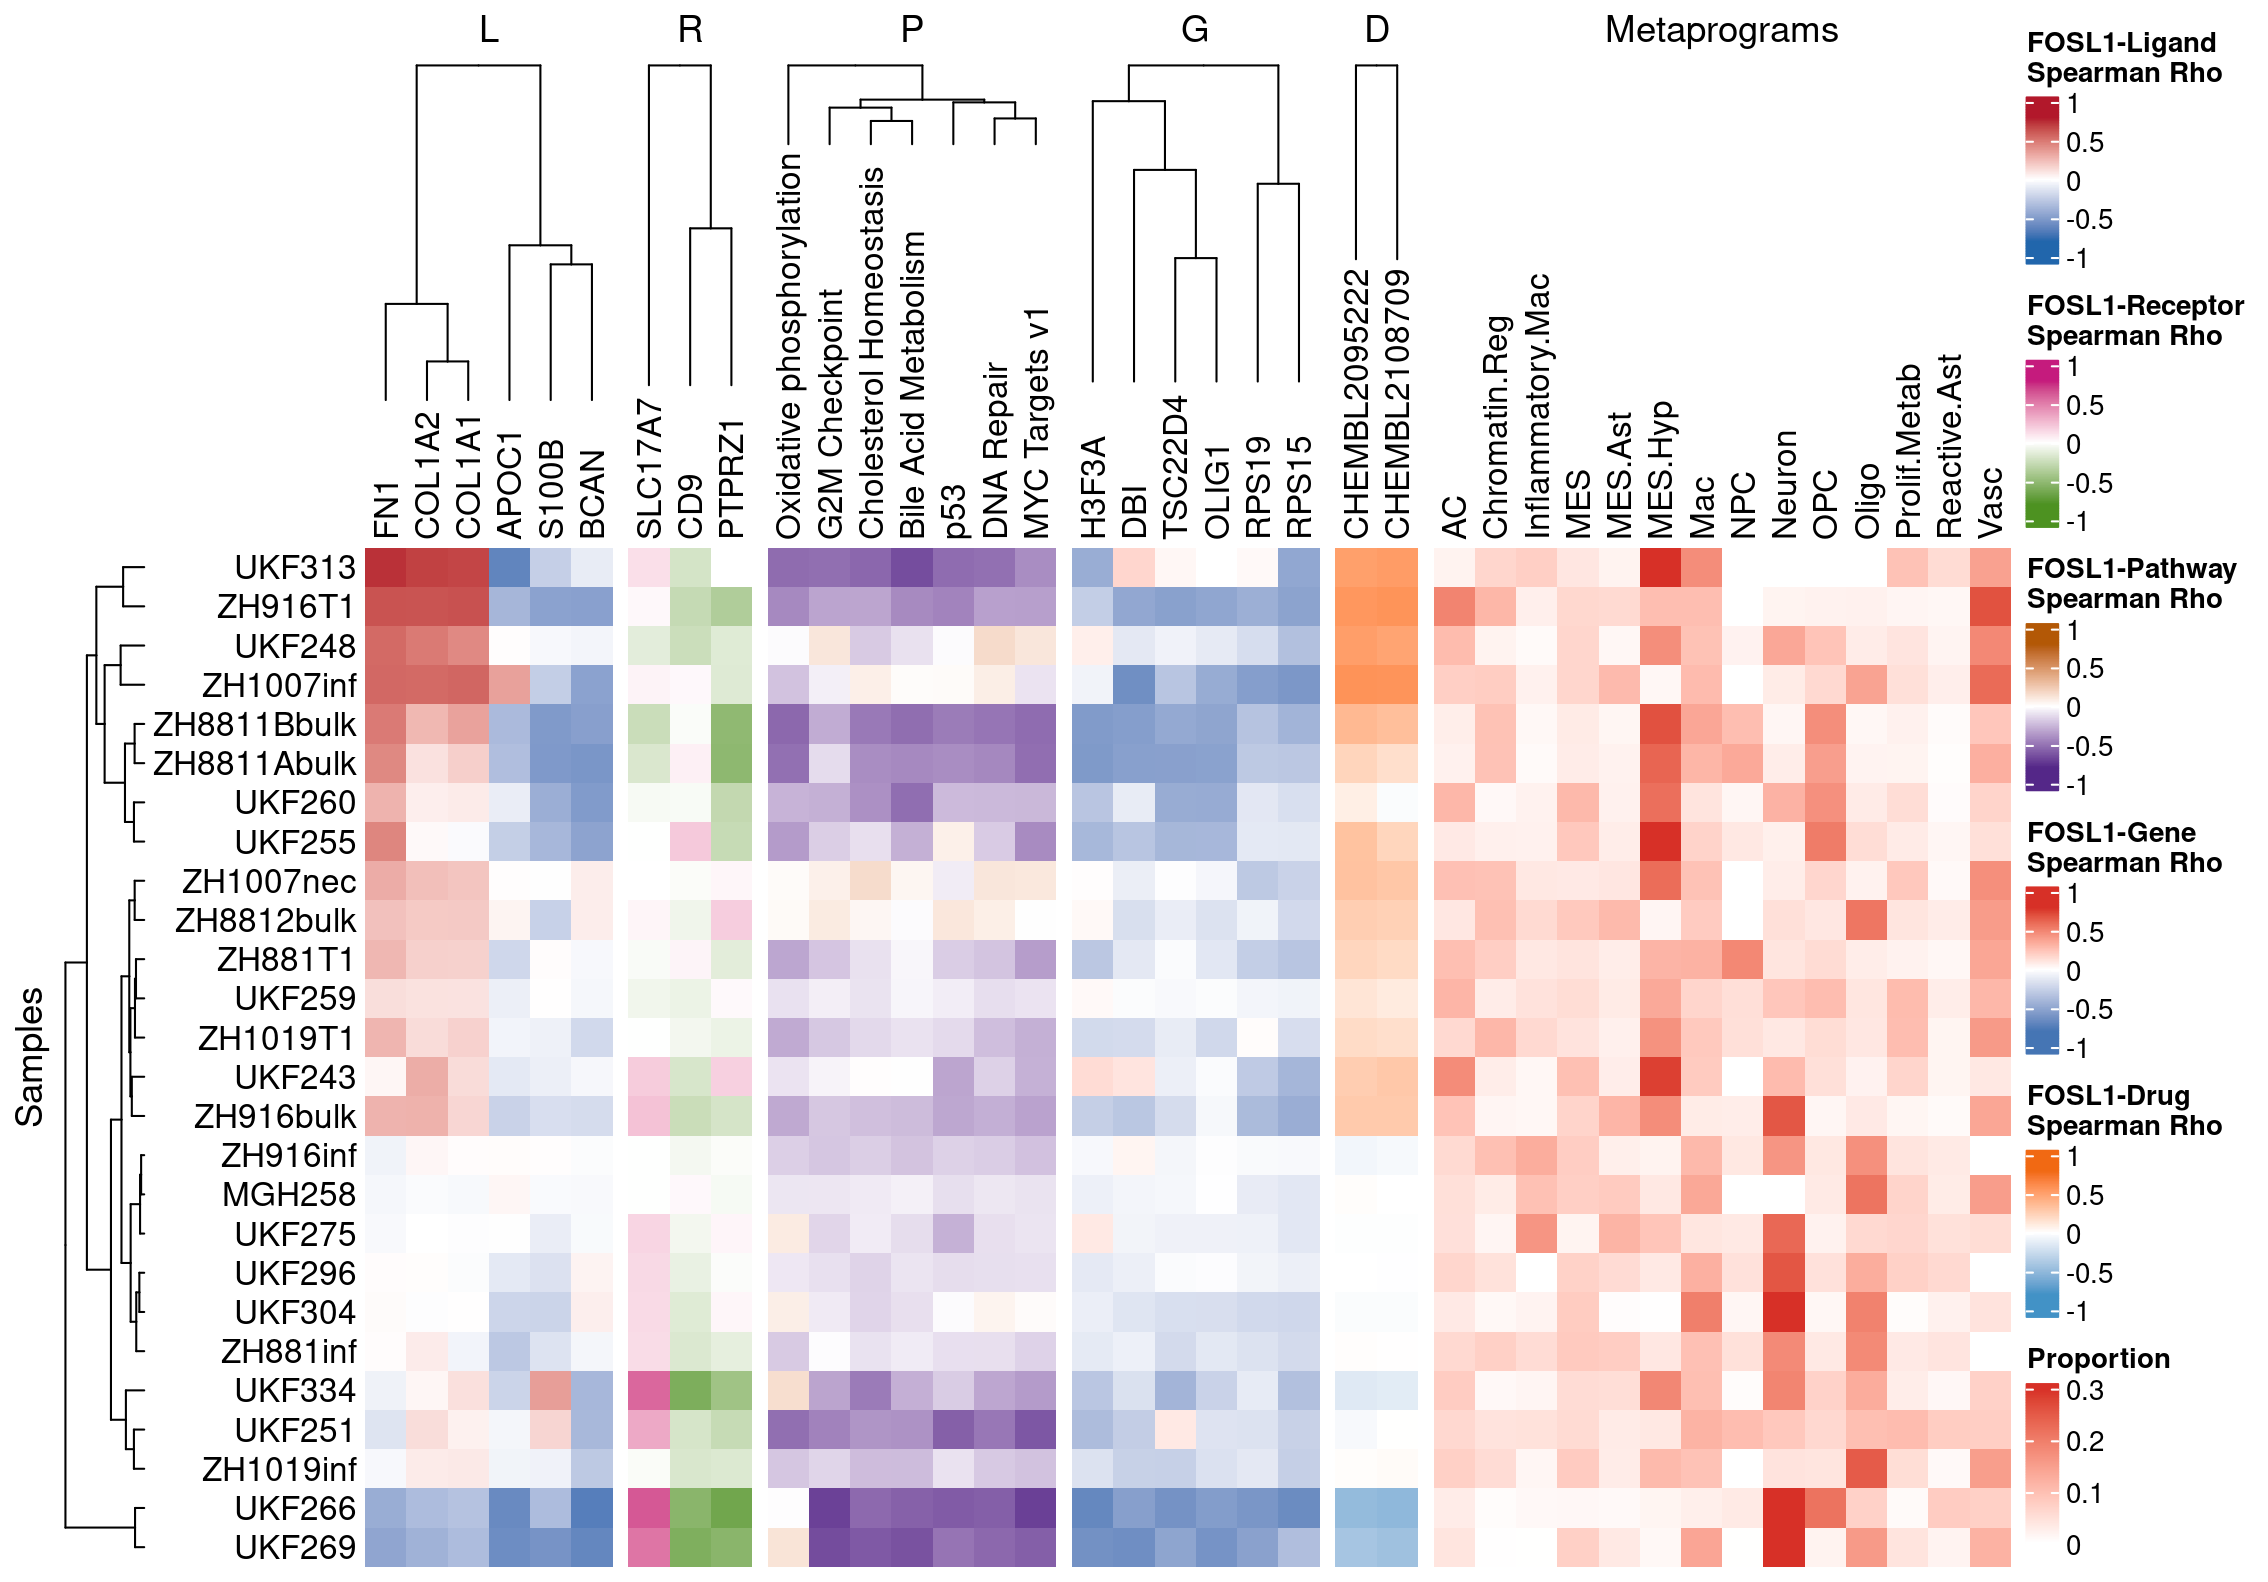 L
R
P
G
D
Metaprograms
FN1
COL1A2
COL1A1
APOC1
S100B
BCAN
SLC17A7
CD9
PTPRZ1
Oxidative phosphorylation
G2M Checkpoint
Cholesterol Homeostasis
Bile Acid Metabolism
p53
DNA Repair
MYC Targets v1
H3F3A
DBI
TSC22D4
OLIG1
RPS19
RPS15
CHEMBL2095222
CHEMBL2108709
AC
Chromatin.Reg
Inflammatory.Mac
MES
MES.Ast
MES.Hyp
Mac
NPC
Neuron
OPC
Oligo
Prolif.Metab
Reactive.Ast
Vasc
Samples
UKF313
ZH916T1
UKF248
ZH1007inf
ZH8811Bbulk
ZH8811Abulk
UKF260
UKF255
ZH1007nec
ZH8812bulk
ZH881T1
UKF259
ZH1019T1
UKF243
ZH916bulk
ZH916inf
MGH258
UKF275
UKF296
UKF304
ZH881inf
UKF334
UKF251
ZH1019inf
UKF266
UKF269
FOSL1-Ligand
Spearman Rho
1
0.5
0
-0.5
-1
FOSL1-Receptor
Spearman Rho
1
0.5
0
-0.5
-1
FOSL1-Pathway
Spearman Rho
1
0.5
0
-0.5
-1
FOSL1-Gene
Spearman Rho
1
0.5
0
-0.5
-1
FOSL1-Drug
Spearman Rho
1
0.5
0
-0.5
-1
Proportion
0.3
0.2
0.1
0